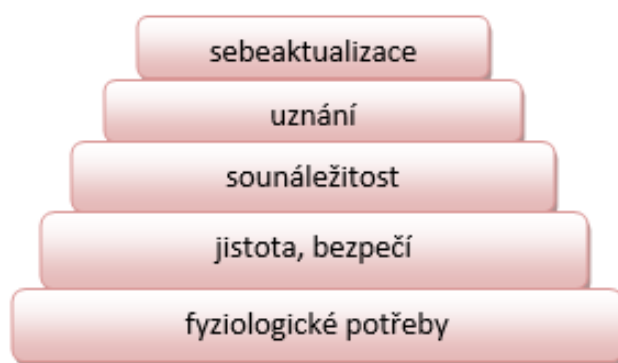 sebeaktualizace
uznání
sounáležitost
jistota, bezpečí
fyziologické potřeby